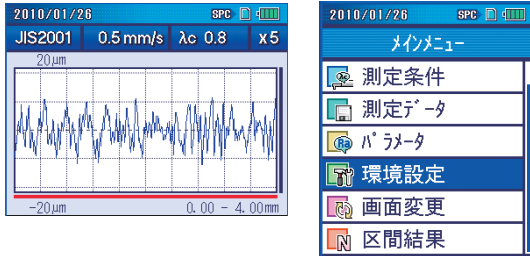 2010/01/26 SPC
JIS2001 0.5 mm/s λc 0.8 x5
20µm
-20µm 0.00 - 4.00mm
2010/01/26 SPC
ﾒｲﾝﾒﾆｭｰ
測定条件
測定ﾃﾞｰﾀ
Ra ﾊﾟﾗﾒｰﾀ
環境設定
画面変更
N 区間結果